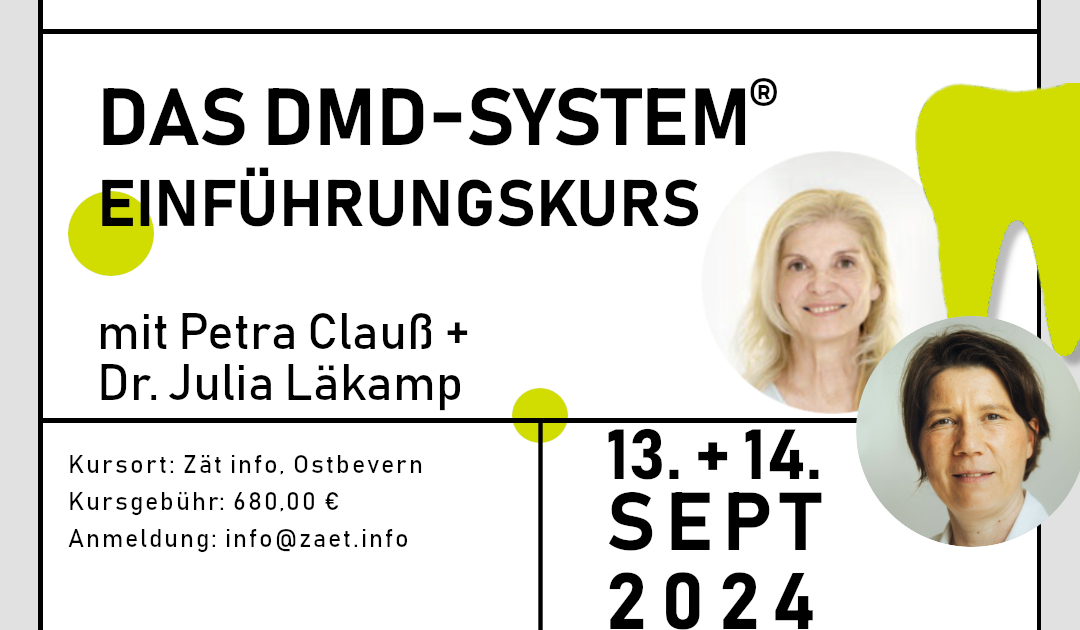 DAS DMD-SYSTEM®
EINFÜHRUNGSKURS
mit Petra Clauß +
Dr. Julia Läkamp
Kursort: Zät info, Ostbevern
Kursgebühr: 680,00 €
Anmeldung: info@zaet.info
13. + 14.
SEPT
2024